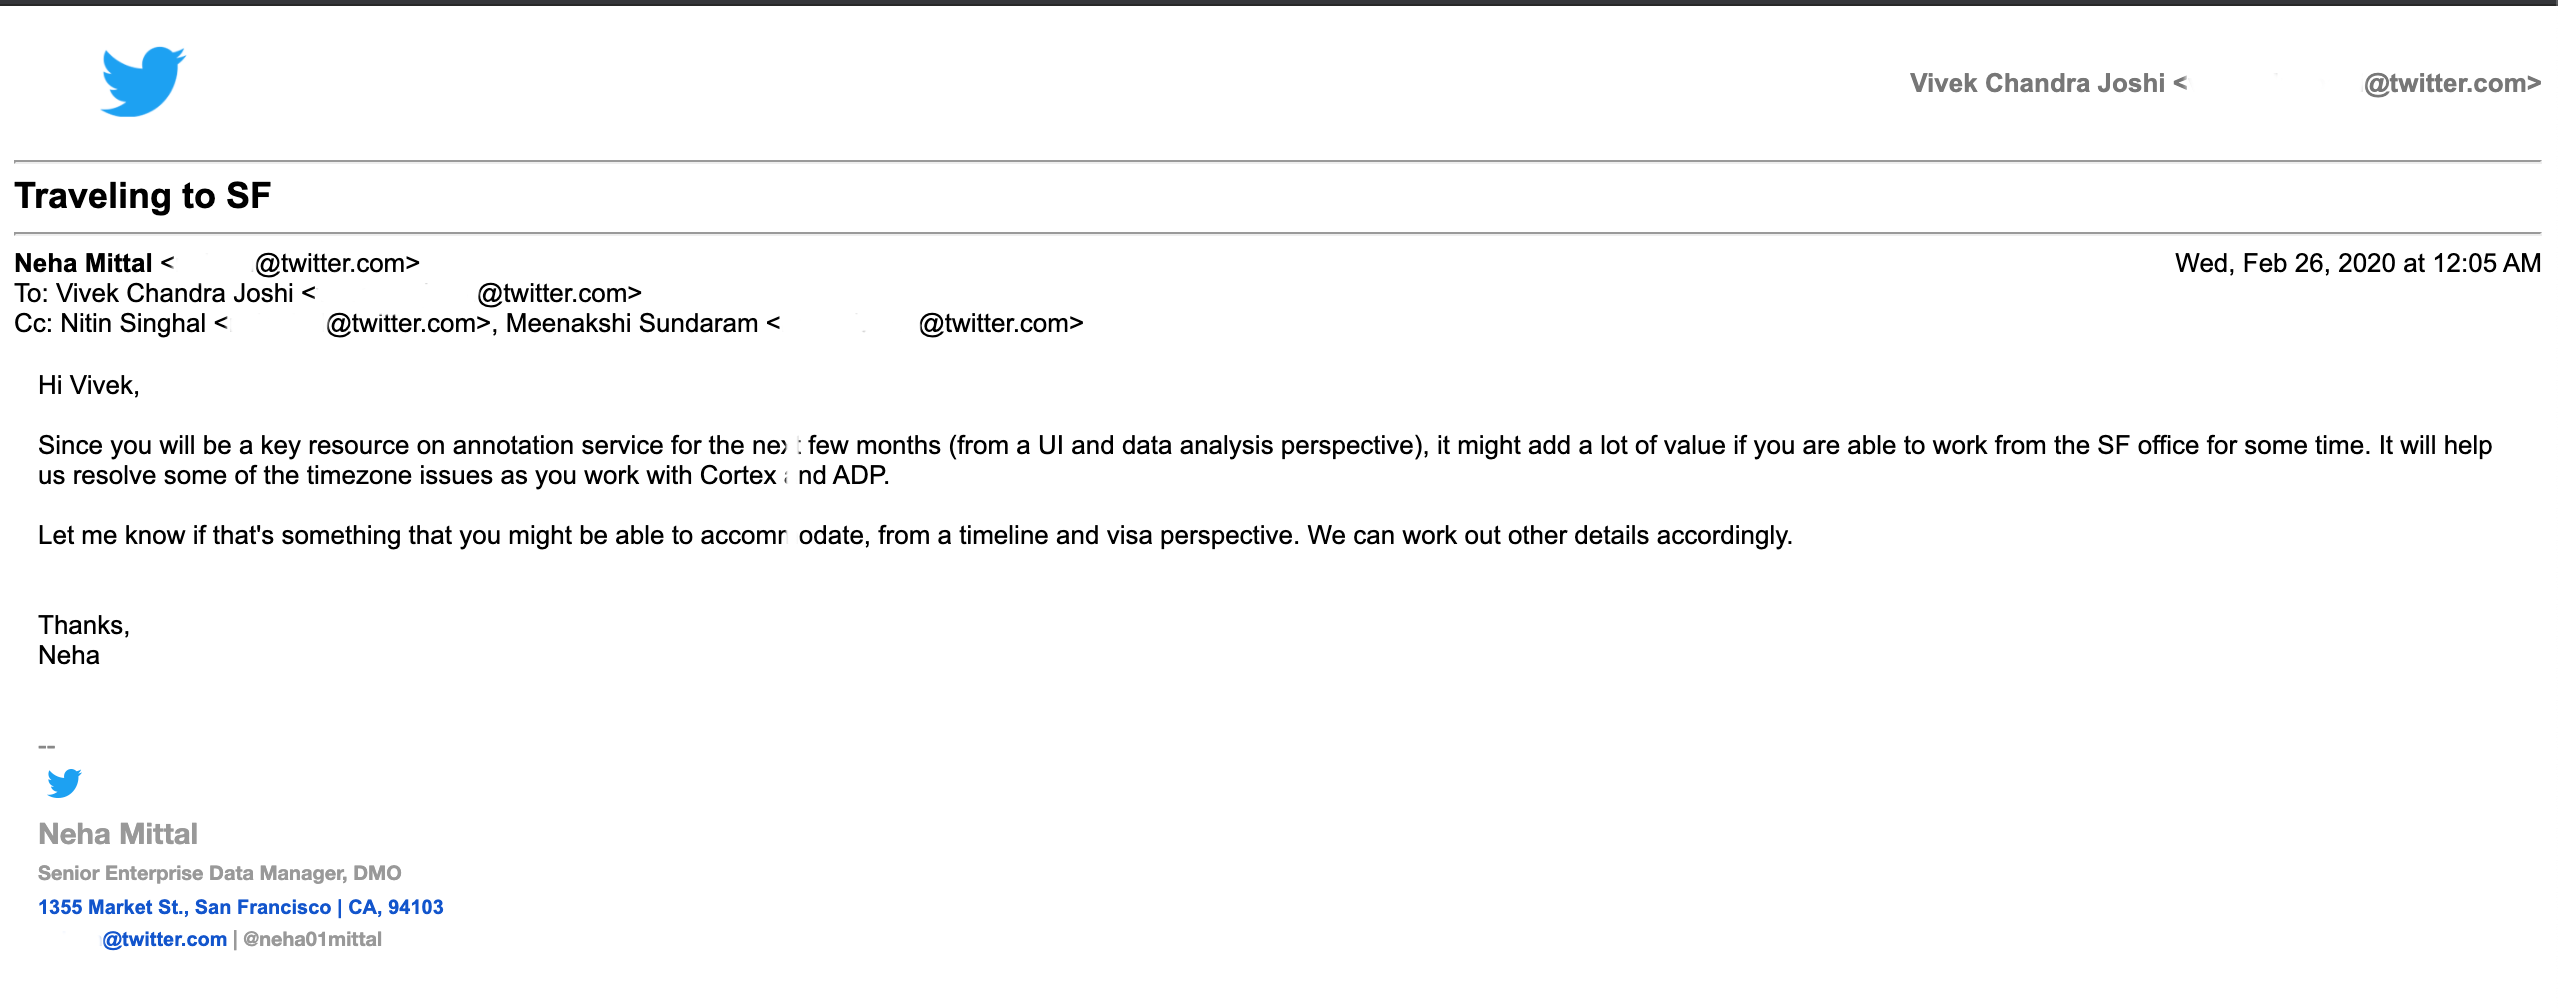 Vivek Chandra Joshi < @twitter.com>
Traveling to SF
Neha Mittal < @twitter.com>
Wed, Feb 26, 2020 at 12:05 AM
To: Vivek Chandra Joshi < @twitter.com>
Cc: Nitin Singhal < @twitter.com>, Meenakshi Sundaram < @twitter.com>
Hi Vivek,
Since you will be a key resource on annotation service for the next few months (from a UI and data analysis perspective), it might add a lot of value if you are able to work from the SF office for some time. It will help
us resolve some of the timezone issues as you work with Cortex and ADP.
Let me know if that's something that you might be able to accommodate, from a timeline and visa perspective. We can work out other details accordingly.
Thanks,
Neha
--
Neha Mittal
Senior Enterprise Data Manager, DMO
1355 Market St., San Francisco | CA, 94103
@twitter.com | @neha01mittal